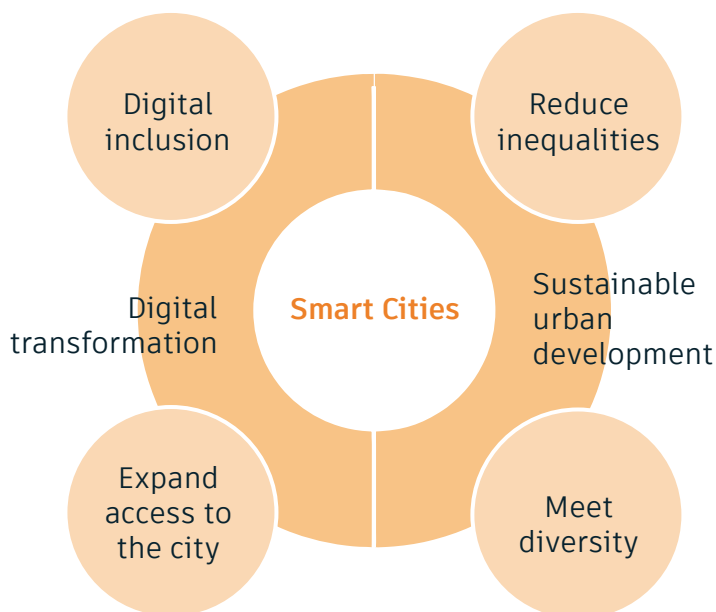 Digital
inclusion
Reduce
inequalities
Digital
transformation
Smart Cities
Sustainable
urban
development
Expand
access to
the city
Meet
diversity